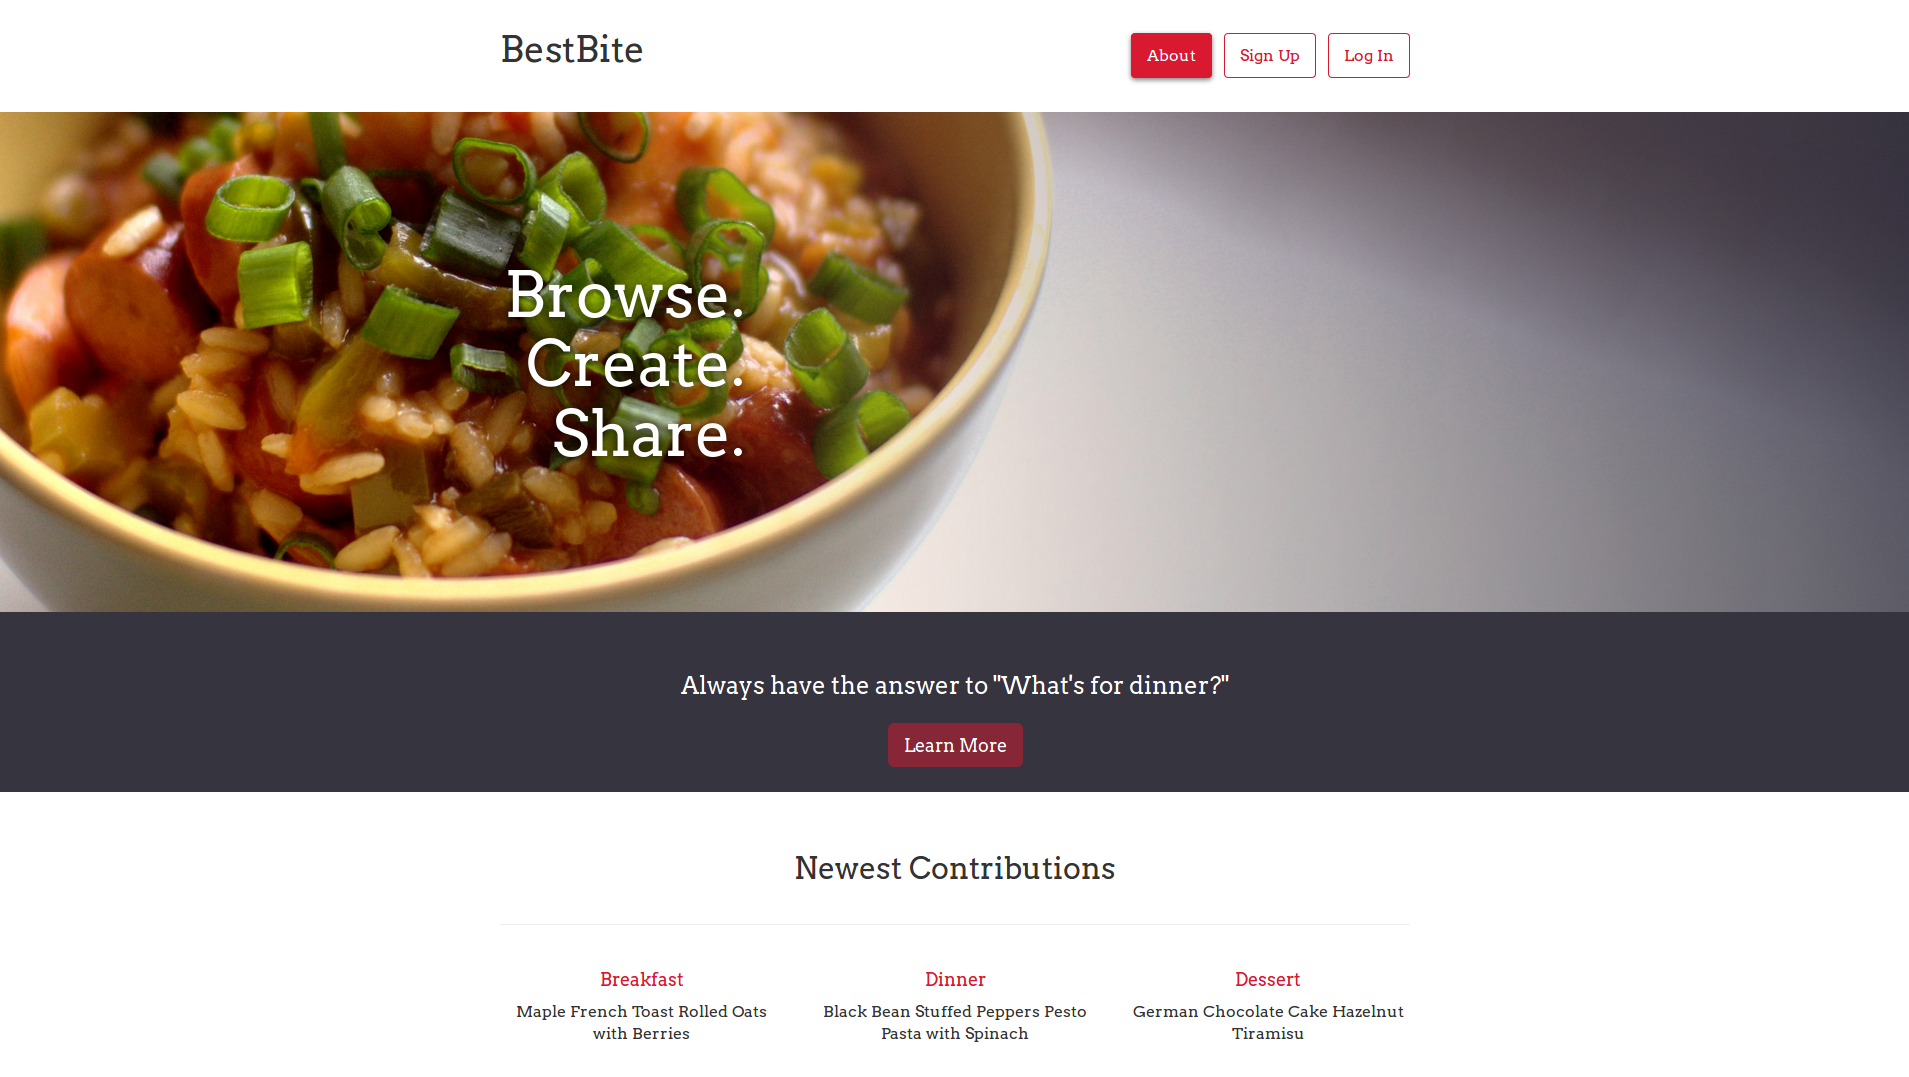 BestBite
About
Sign Up
Log In
Browse.
Create.
Share.
Always have the answer to "What's for dinner?"
Learn More
Newest Contributions
Breakfast
Maple French Toast Rolled Oats
with Berries
Dinner
Black Bean Stuffed Peppers Pesto
Pasta with Spinach
Dessert
German Chocolate Cake Hazelnut
Tiramisu